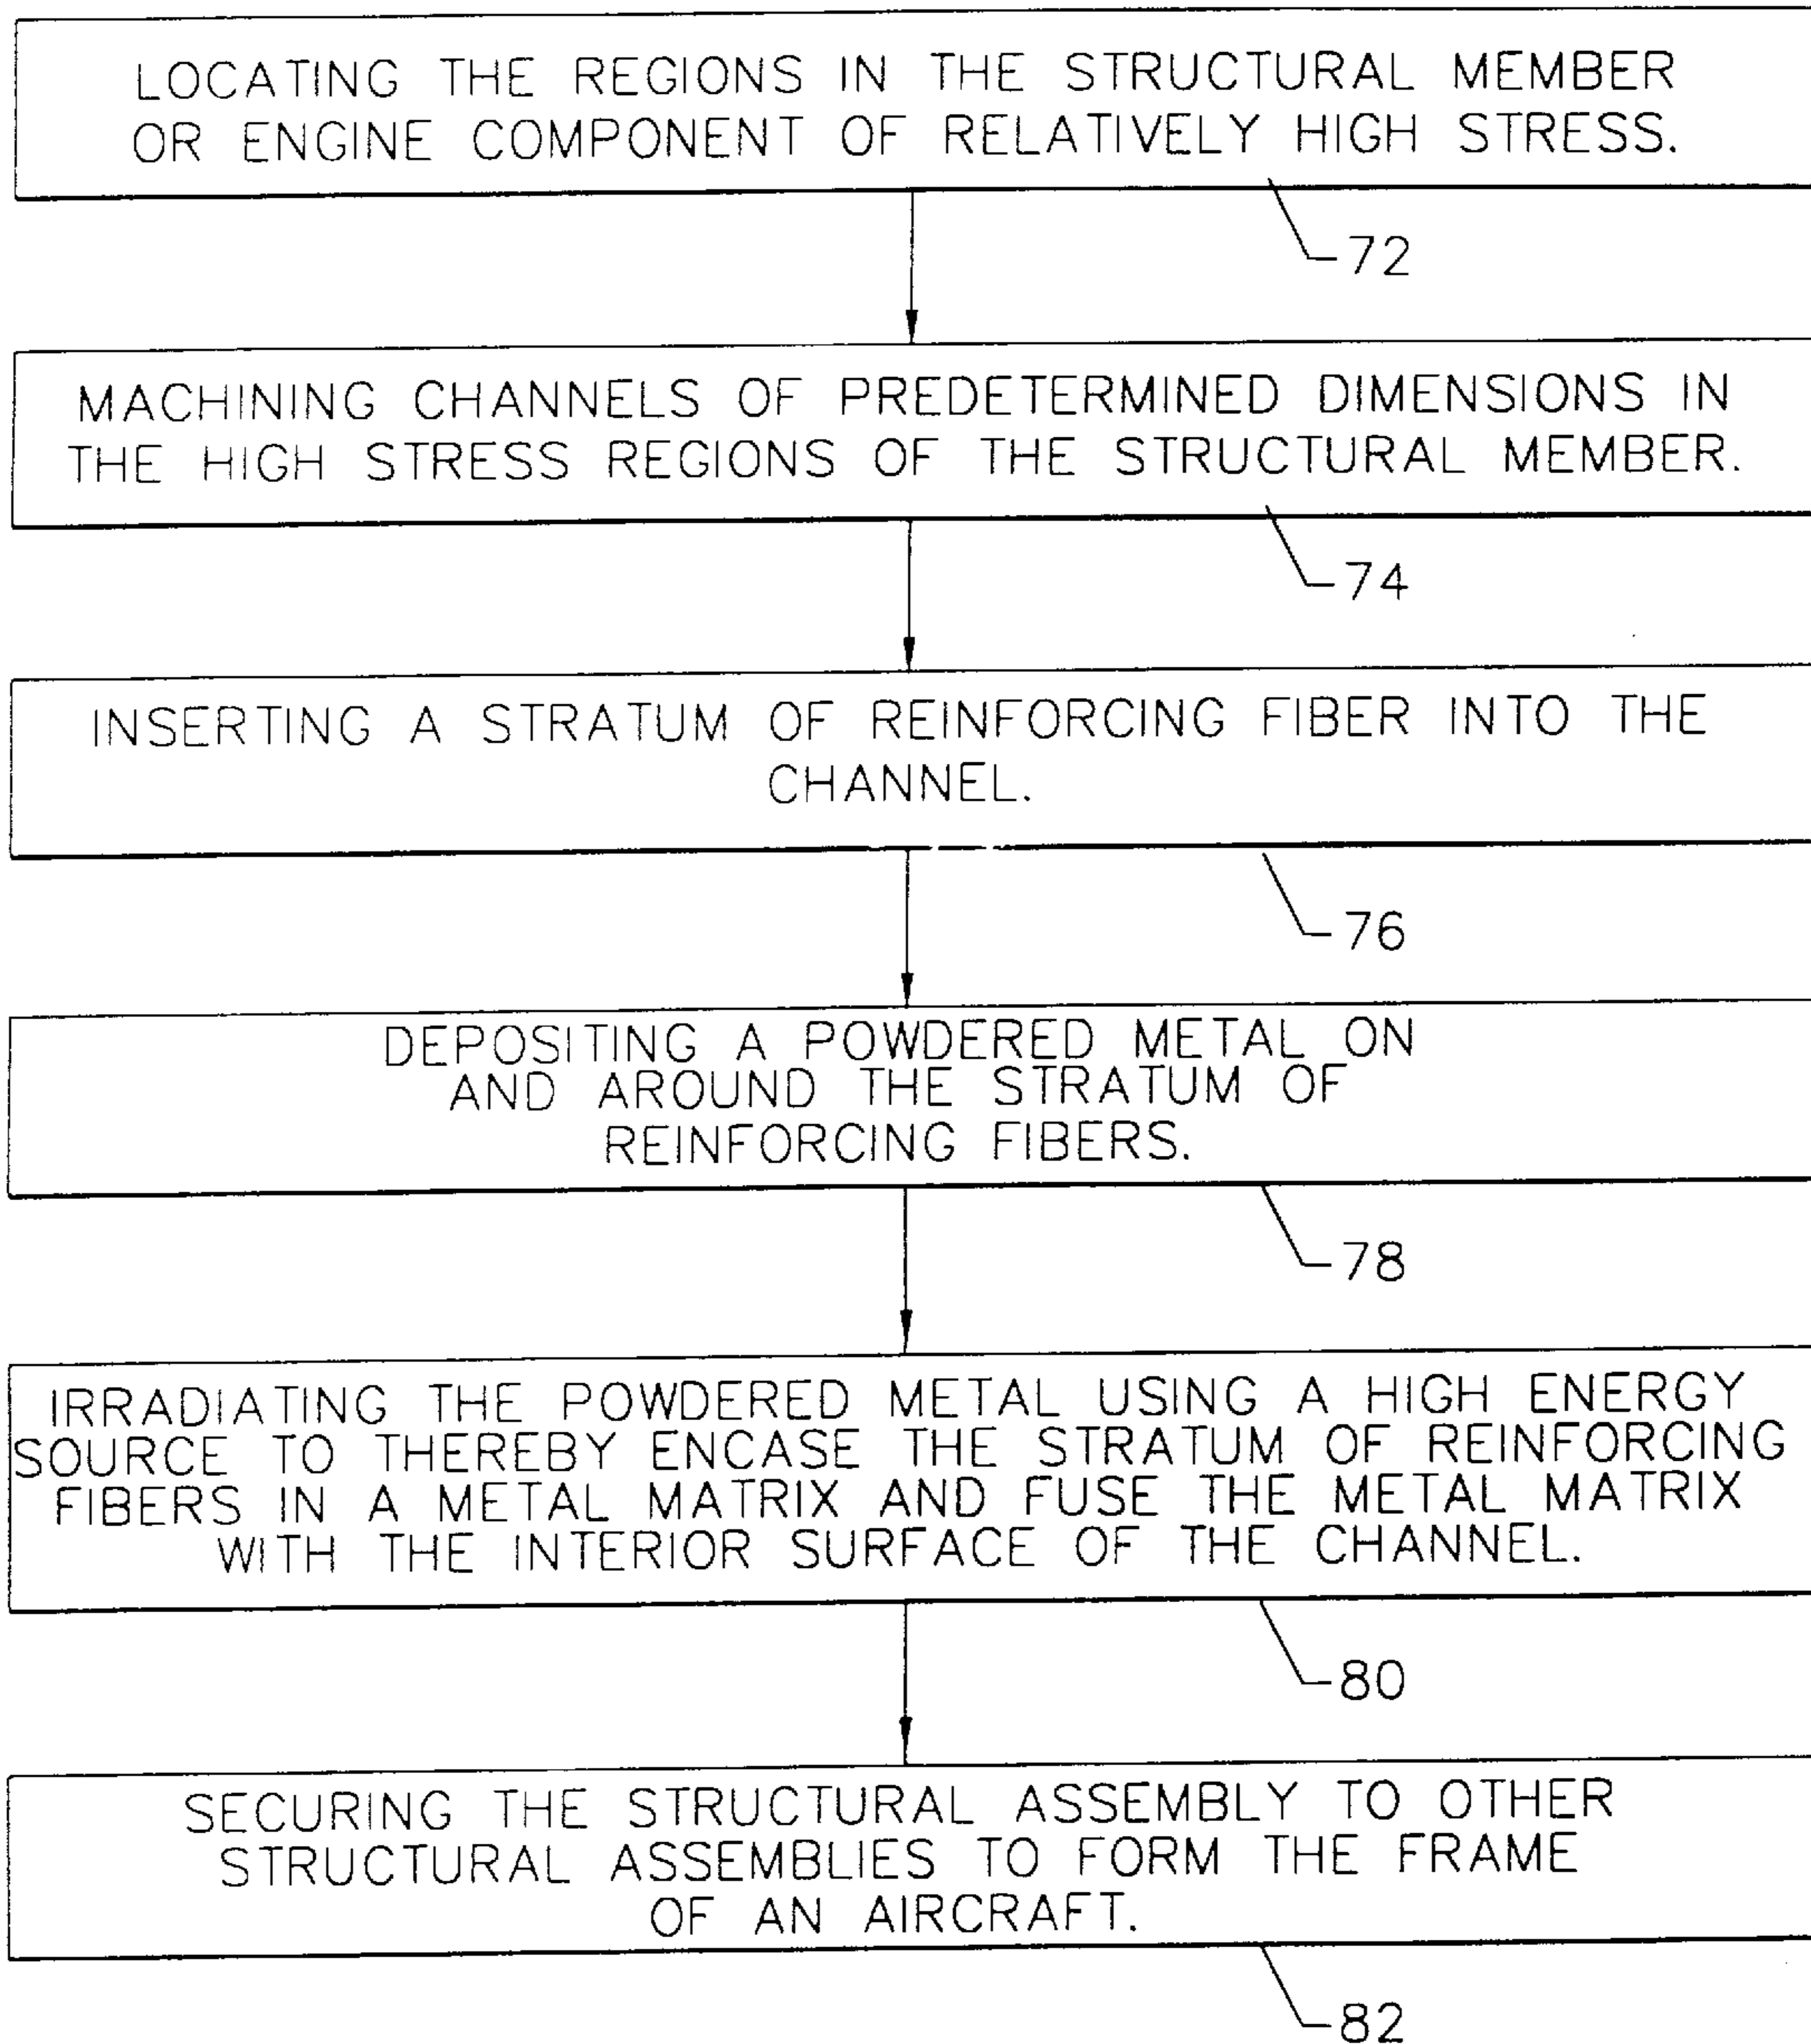 LOCATING THE REGIONS IN THE STRUCTURAL MEMBER
OR ENGINE COMPONENT OF RELATIVELY HIGH STRESS.
72
MACHINING CHANNELS OF PREDETERMINED DIMENSIONS IN
THE HIGH STRESS REGIONS OF THE STRUCTURAL MEMBER.
74
INSERTING A STRATUM OF REINFORCING FIBER INTO THE
CHANNEL.
76
DEPOSITING A POWDERED METAL ON
AND AROUND THE STRATUM OF
REINFORCING FIBERS.
78
IRRADIATING THE POWDERED METAL USING A HIGH ENERGY
SOURCE TO THEREBY ENCASE THE STRATUM OF REINFORCING
FIBERS IN A METAL MATRIX AND FUSE THE METAL MATRIX
WITH THE INTERIOR SURFACE OF THE CHANNEL.
80
SECURING THE STRUCTURAL ASSEMBLY TO OTHER
STRUCTURAL ASSEMBLIES TO FORM THE FRAME
OF AN AIRCRAFT.
82